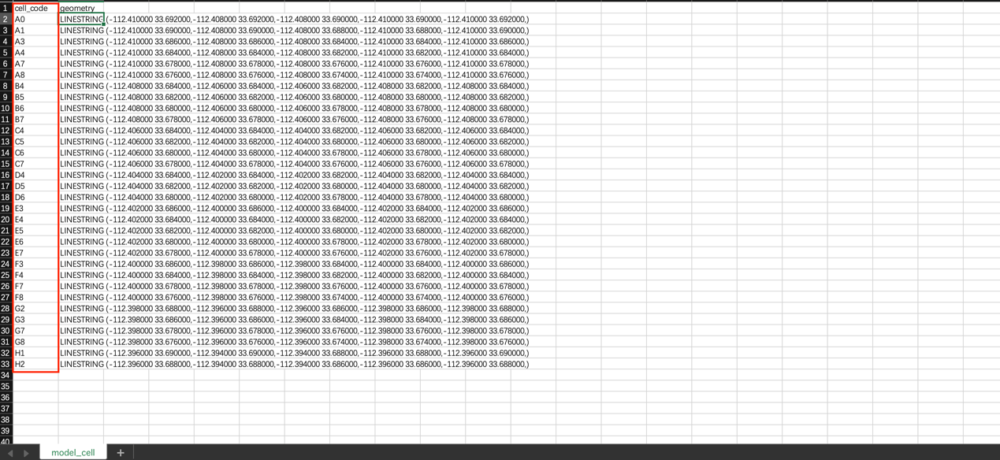 1 cell_code geometry
2 A0 LINESTRING (-112.410000 33.692000,-112.408000 33.692000,-112.408000 33.690000,-112.410000 33.690000,-112.410000 33.692000,)
3 A1 LINESTRING (-112.410000 33.690000,-112.408000 33.690000,-112.408000 33.688000,-112.410000 33.688000,-112.410000 33.690000,)
4 A3 LINESTRING (-112.410000 33.686000,-112.408000 33.686000,-112.408000 33.684000,-112.410000 33.684000,-112.410000 33.686000,)
5 A4 LINESTRING (-112.410000 33.684000,-112.408000 33.684000,-112.408000 33.682000,-112.410000 33.682000,-112.410000 33.684000,)
6 A7 LINESTRING (-112.410000 33.678000,-112.408000 33.678000,-112.408000 33.676000,-112.410000 33.676000,-112.410000 33.678000,)
7 A8 LINESTRING (-112.410000 33.676000,-112.408000 33.676000,-112.408000 33.674000,-112.410000 33.674000,-112.410000 33.676000,)
8 B4 LINESTRING (-112.408000 33.684000,-112.406000 33.684000,-112.406000 33.682000,-112.408000 33.682000,-112.408000 33.684000,)
9 B5 LINESTRING (-112.408000 33.682000,-112.406000 33.682000,-112.406000 33.680000,-112.408000 33.680000,-112.408000 33.682000,)
10 B6 LINESTRING (-112.408000 33.680000,-112.406000 33.680000,-112.406000 33.678000,-112.408000 33.678000,-112.408000 33.680000,)
11 B7 LINESTRING (-112.408000 33.678000,-112.406000 33.678000,-112.406000 33.676000,-112.408000 33.676000,-112.408000 33.678000,)
12 C4 LINESTRING (-112.406000 33.684000,-112.404000 33.684000,-112.404000 33.682000,-112.406000 33.682000,-112.406000 33.684000,)
13 C5 LINESTRING (-112.406000 33.682000,-112.404000 33.682000,-112.404000 33.680000,-112.406000 33.680000,-112.406000 33.682000,)
14 C6 LINESTRING (-112.406000 33.680000,-112.404000 33.680000,-112.404000 33.678000,-112.406000 33.678000,-112.406000 33.680000,)
15 C7 LINESTRING (-112.406000 33.678000,-112.404000 33.678000,-112.404000 33.676000,-112.406000 33.676000,-112.406000 33.678000,)
16 D4 LINESTRING (-112.404000 33.684000,-112.402000 33.684000,-112.402000 33.682000,-112.404000 33.682000,-112.404000 33.684000,)
17 D5 LINESTRING (-112.404000 33.682000,-112.402000 33.682000,-112.402000 33.680000,-112.404000 33.680000,-112.404000 33.682000,)
18 D6 LINESTRING (-112.404000 33.680000,-112.402000 33.680000,-112.402000 33.678000,-112.404000 33.678000,-112.404000 33.680000,)
19 E3 LINESTRING (-112.402000 33.686000,-112.400000 33.686000,-112.400000 33.684000,-112.402000 33.684000,-112.402000 33.686000,)
20 E4 LINESTRING (-112.402000 33.684000,-112.400000 33.684000,-112.400000 33.682000,-112.402000 33.682000,-112.402000 33.684000,)
21 E5 LINESTRING (-112.402000 33.682000,-112.400000 33.682000,-112.400000 33.680000,-112.402000 33.680000,-112.402000 33.682000,)
22 E6 LINESTRING (-112.402000 33.680000,-112.400000 33.680000,-112.400000 33.678000,-112.402000 33.678000,-112.402000 33.680000,)
23 E7 LINESTRING (-112.402000 33.678000,-112.400000 33.678000,-112.400000 33.676000,-112.402000 33.676000,-112.402000 33.678000,)
24 F3 LINESTRING (-112.400000 33.686000,-112.398000 33.686000,-112.398000 33.684000,-112.400000 33.684000,-112.400000 33.686000,)
25 F4 LINESTRING (-112.400000 33.684000,-112.398000 33.684000,-112.398000 33.682000,-112.400000 33.682000,-112.400000 33.684000,)
26 F7 LINESTRING (-112.400000 33.678000,-112.398000 33.678000,-112.398000 33.676000,-112.400000 33.676000,-112.400000 33.678000,)
27 F8 LINESTRING (-112.400000 33.676000,-112.398000 33.676000,-112.398000 33.674000,-112.400000 33.674000,-112.400000 33.676000,)
28 G2 LINESTRING (-112.398000 33.688000,-112.396000 33.688000,-112.396000 33.686000,-112.398000 33.686000,-112.398000 33.688000,)
29 G3 LINESTRING (-112.398000 33.686000,-112.396000 33.686000,-112.396000 33.684000,-112.398000 33.684000,-112.398000 33.686000,)
30 G7 LINESTRING (-112.398000 33.678000,-112.396000 33.678000,-112.396000 33.676000,-112.398000 33.676000,-112.398000 33.678000,)
31 G8 LINESTRING (-112.398000 33.676000,-112.396000 33.676000,-112.396000 33.674000,-112.398000 33.674000,-112.398000 33.676000,)
32 H1 LINESTRING (-112.396000 33.690000,-112.394000 33.690000,-112.394000 33.688000,-112.396000 33.688000,-112.396000 33.690000,)
33 H2 LINESTRING (-112.396000 33.688000,-112.394000 33.688000,-112.394000 33.686000,-112.396000 33.686000,-112.396000 33.688000,)
34
35
36
37
38
39
40
model_cell